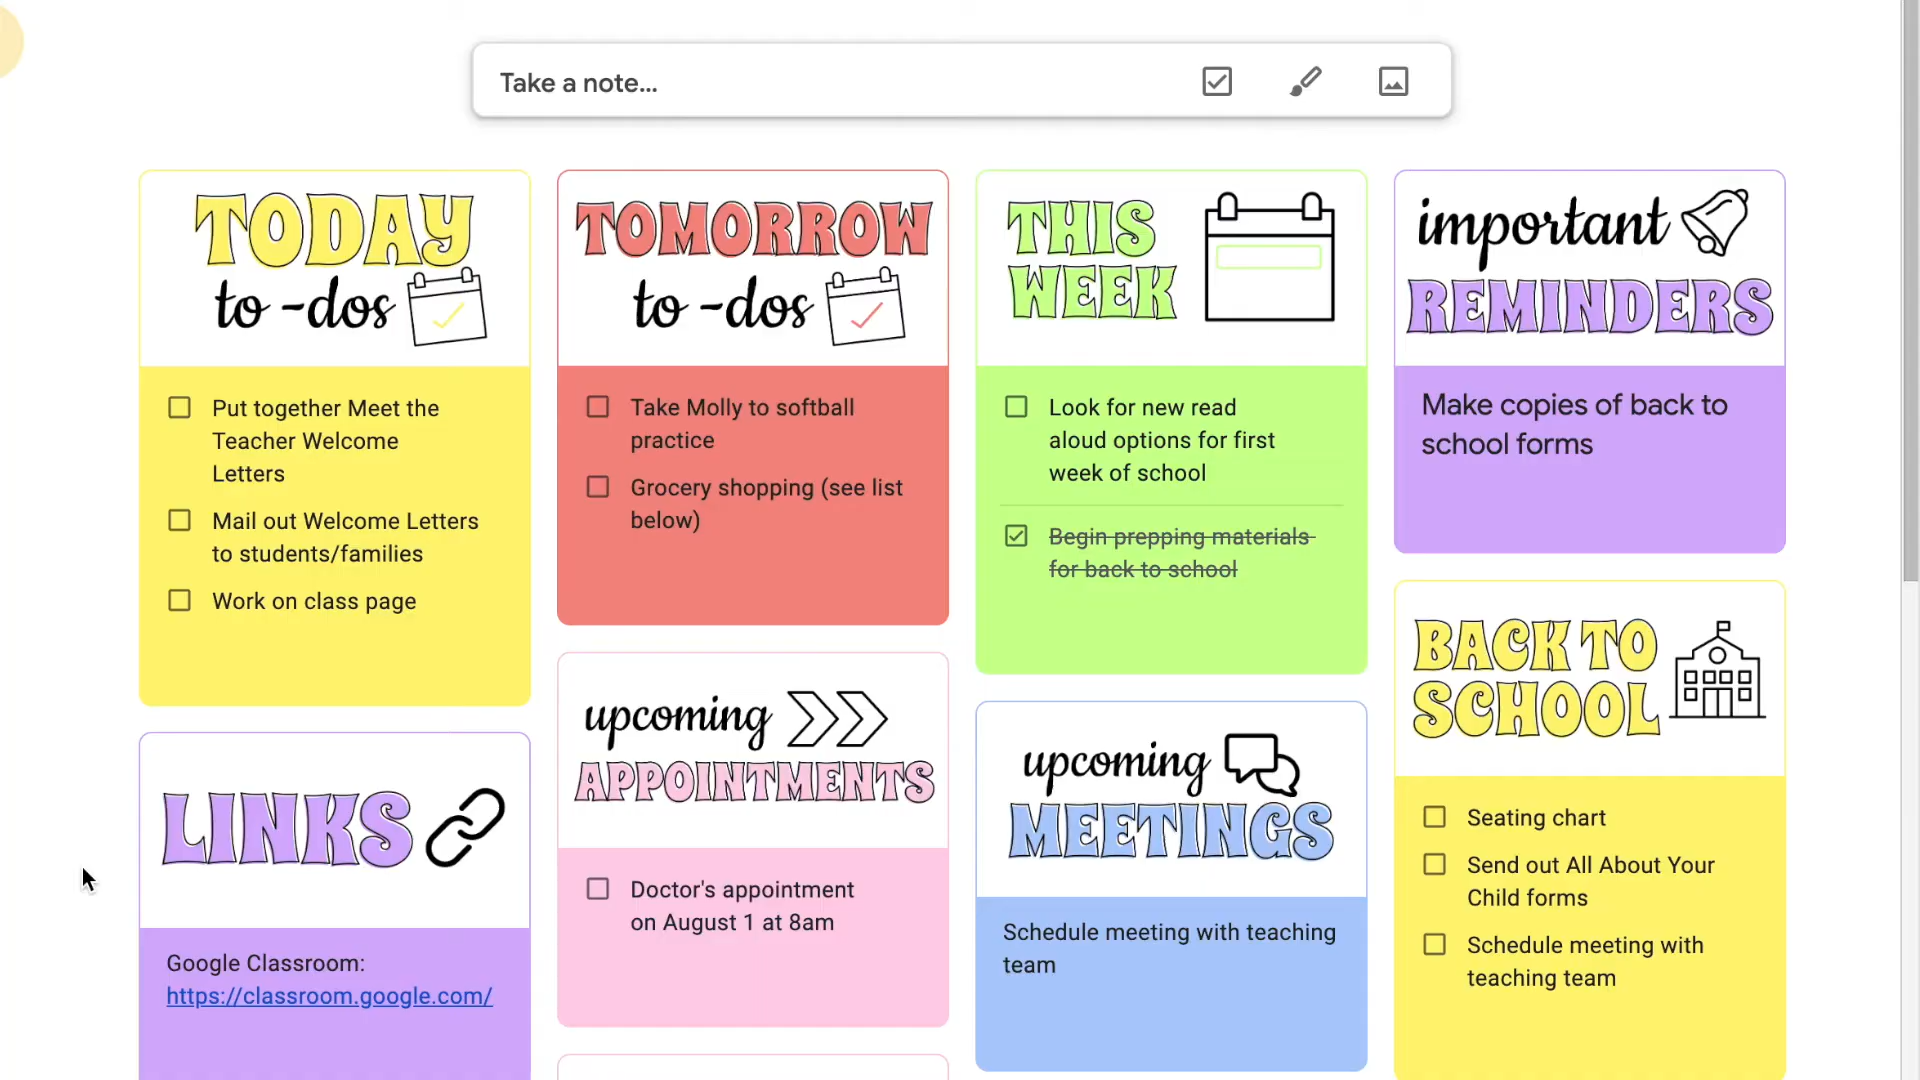 Take a note...
TODAY
to-dos
Put together Meet the
Teacher Welcome
Letters
Mail out Welcome Letters
to students/families
Work on class page
TOMORROW
to-dos
Take Molly to softball
practice
Grocery shopping (see list
below)
THIS
WEEK
Look for new read
aloud options for first
week of school
Begin prepping materials
for back to school
important
REMINDERS
Make copies of back to
school forms
LINKS
Google Classroom:
https://classroom.google.com/
upcoming
APPOINTMENTS
Doctor's appointment
on August 1 at 8am
upcoming
MEETINGS
Schedule meeting with teaching
team
BACK TO
SCHOOL
Seating chart
Send out All About Your
Child forms
Schedule meeting with
teaching team